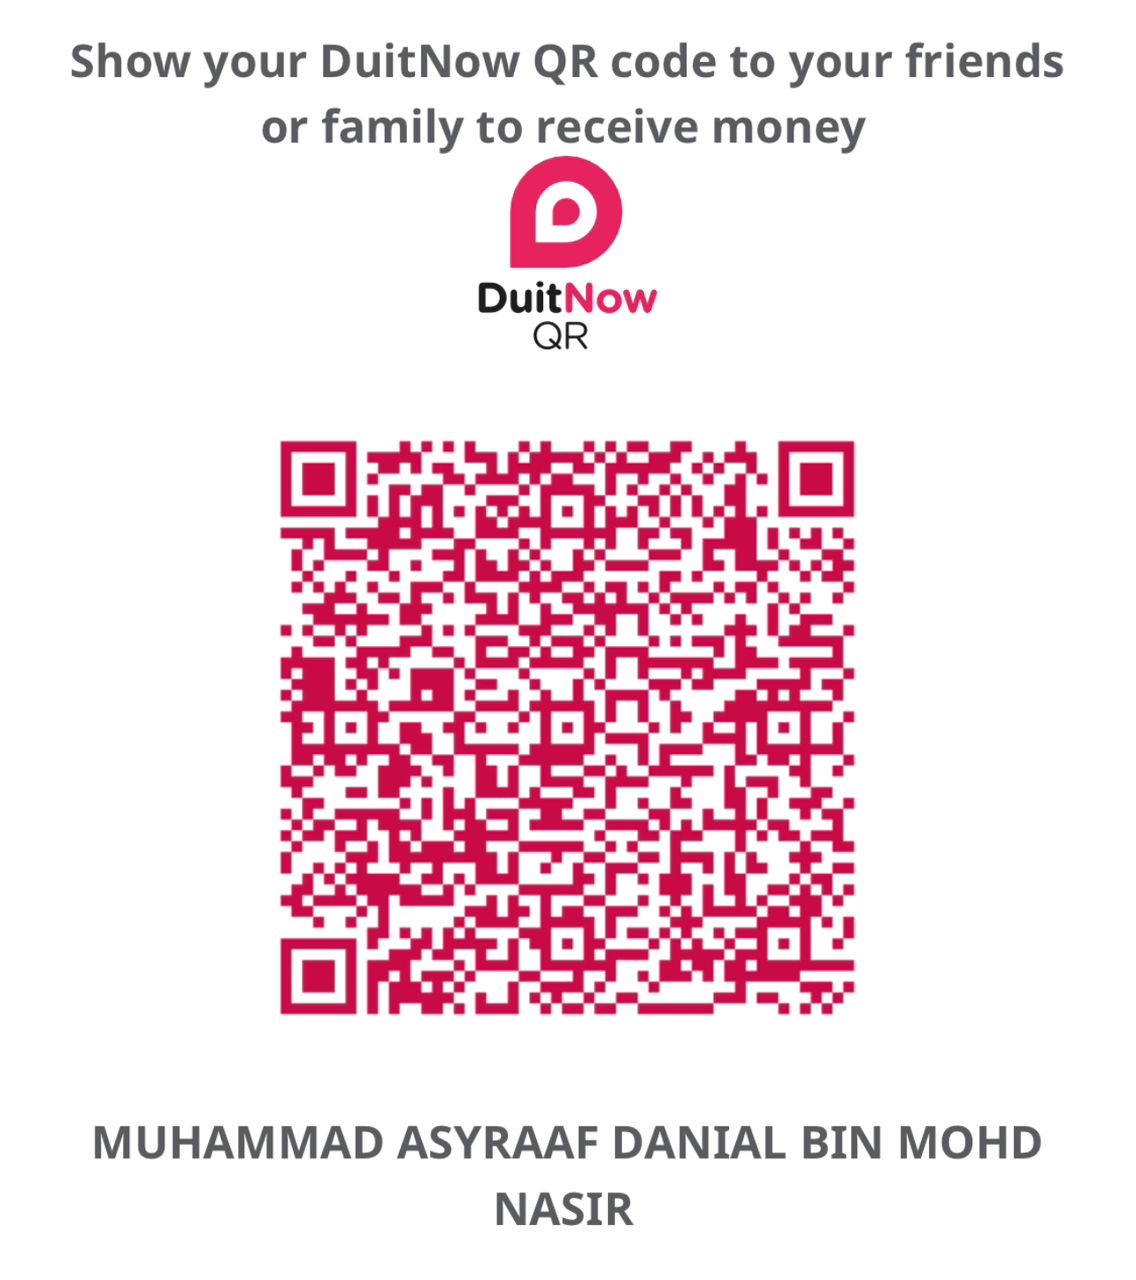 Show your DuitNow QR code to your friends
or family to receive money
DuitNow
QR
MUHAMMAD ASYRAAF DANIAL BIN MOHD
NASIR